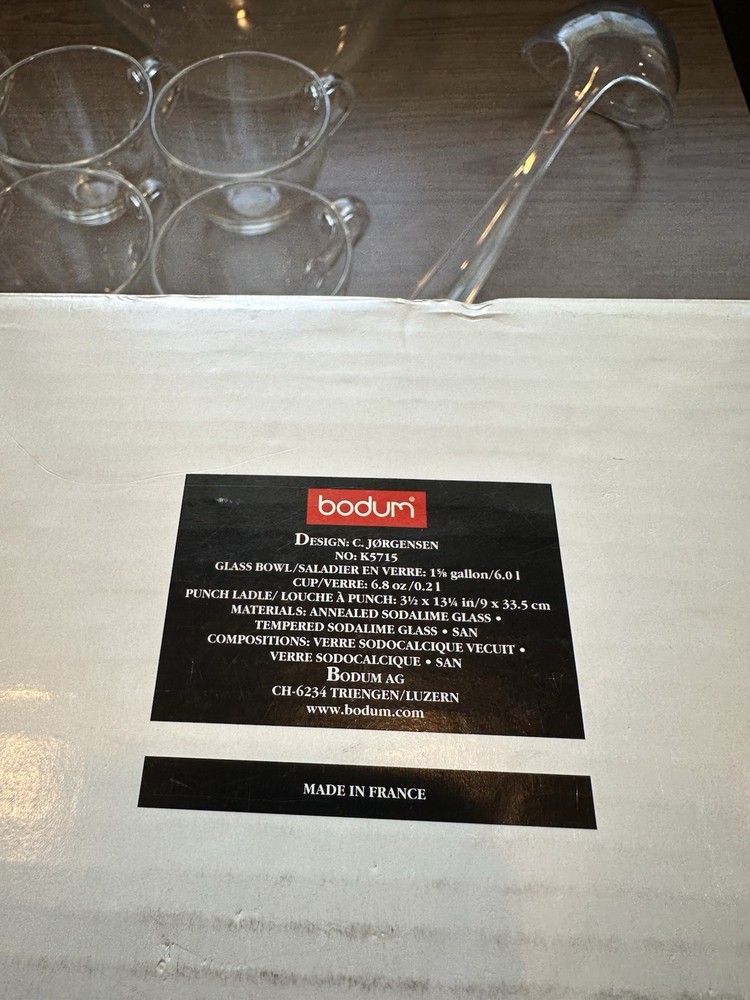 bodum®
DESIGN: C. JØRGENSEN
NO: K5715
GLASS BOWL/SALADIER EN VERRE: 1⅝ gallon/6.0 l
CUP/VERRE: 6.8 oz/0.2 l
PUNCH LADLE/ LOUCHE À PUNCH: 3½ x 13¼ in/9 x 33.5 cm
MATERIALS: ANNEALED SODALIME GLASS •
TEMPERED SODALIME GLASS • SAN
COMPOSITIONS: VERRE SODOCALCIQUE VECUIT •
VERRE SODOCALCIQUE • SAN
BODUM AG
CH-6234 TRIENGEN/LUZERN
www.bodum.com
MADE IN FRANCE